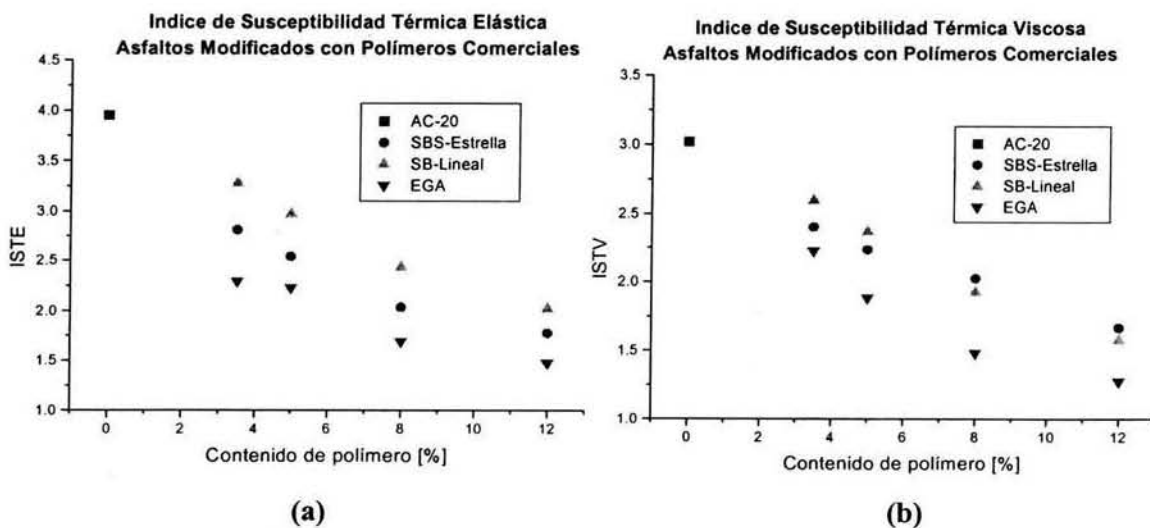 Indice de Susceptibilidad Térmica Elástica
Asfaltos Modificados con Polímeros Comerciales
4.5
4.0
3.5
3.0
2.5
2.0
1.5
1.0
ISTE
AC-20
SBS-Estrella
SB-Lineal
EGA
0 2 4 6 8 10 12
Contenido de polímero [%]
(a)
Indice de Susceptibilidad Térmica Viscosa
Asfaltos Modificados con Polímeros Comerciales
3.5
3.0
2.5
2.0
1.5
1.0
ISTV
AC-20
SBS-Estrella
SB-Lineal
EGA
0 2 4 6 8 10 12
Contenido de polímero [%]
(b)